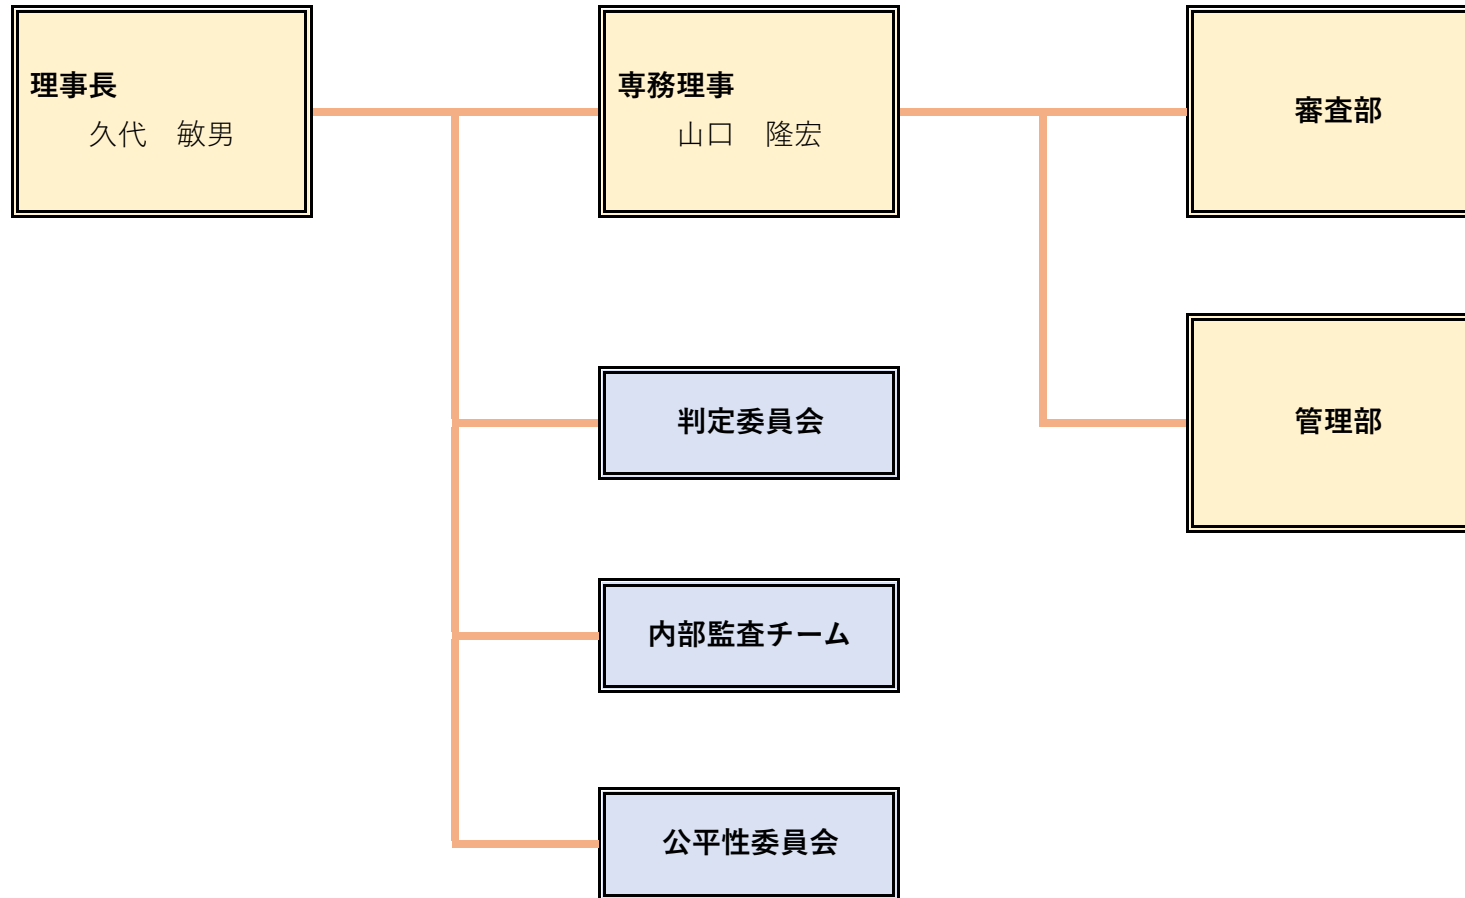 理事長
久代　敏男
専務理事
山口　隆宏
審査部
管理部
判定委員会
内部監査チーム
公平性委員会